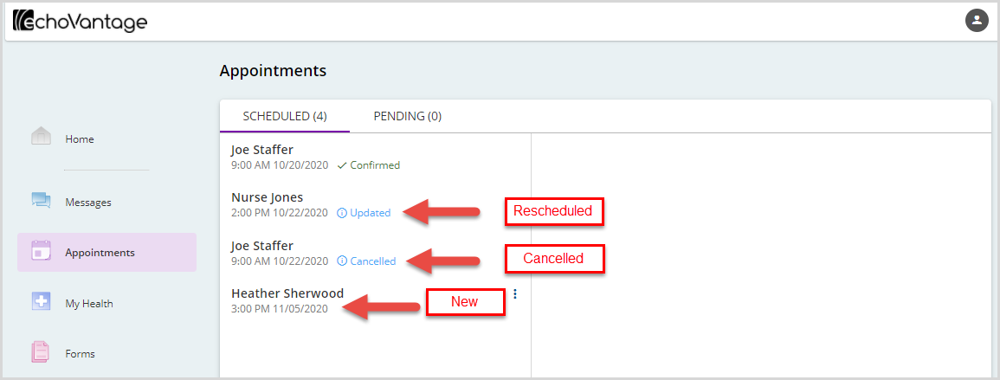 echoVantage
Appointments
SCHEDULED (4) PENDING (0)
Home
Messages
Appointments
My Health
Forms
Joe Staffer
9:00 AM 10/20/2020 Confirmed
Nurse Jones
2:00 PM 10/22/2020 Updated
Rescheduled
Joe Staffer
9:00 AM 10/22/2020 Cancelled
Cancelled
Heather Sherwood
3:00 PM 11/05/2020
New